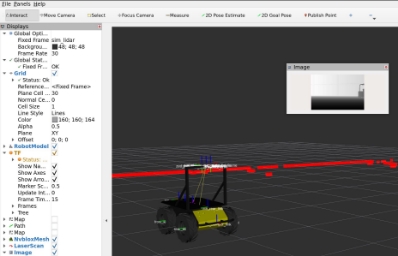 File Panels Help
Interact Move Camera Select Focus Camera Measure 2D Pose Estimate 2D Goal Pose Publish Point
Displays
Global Opti...
Fixed Frame sim_lidar
Backgrou... 48; 48; 48
Frame Rate 30
Global Stat...
Fixed Fr... OK
Grid
Status: Ok
Reference... <Fixed Frame>
Plane Cell ... 30
Normal Ce... 0
Cell Size 1
Line Style Lines
Color 160; 160; 164
Alpha 0.5
Plane XY
Offset 0; 0; 0
RobotModel
TF
Status: ...
Show Na...
Show Axes
Show Arro...
Marker Sc... 0.5
Update Int... 0
Frame Tim... 15
Frames
Tree
Map
Path
Map
NvbloxMesh
LaserScan
Image
Image